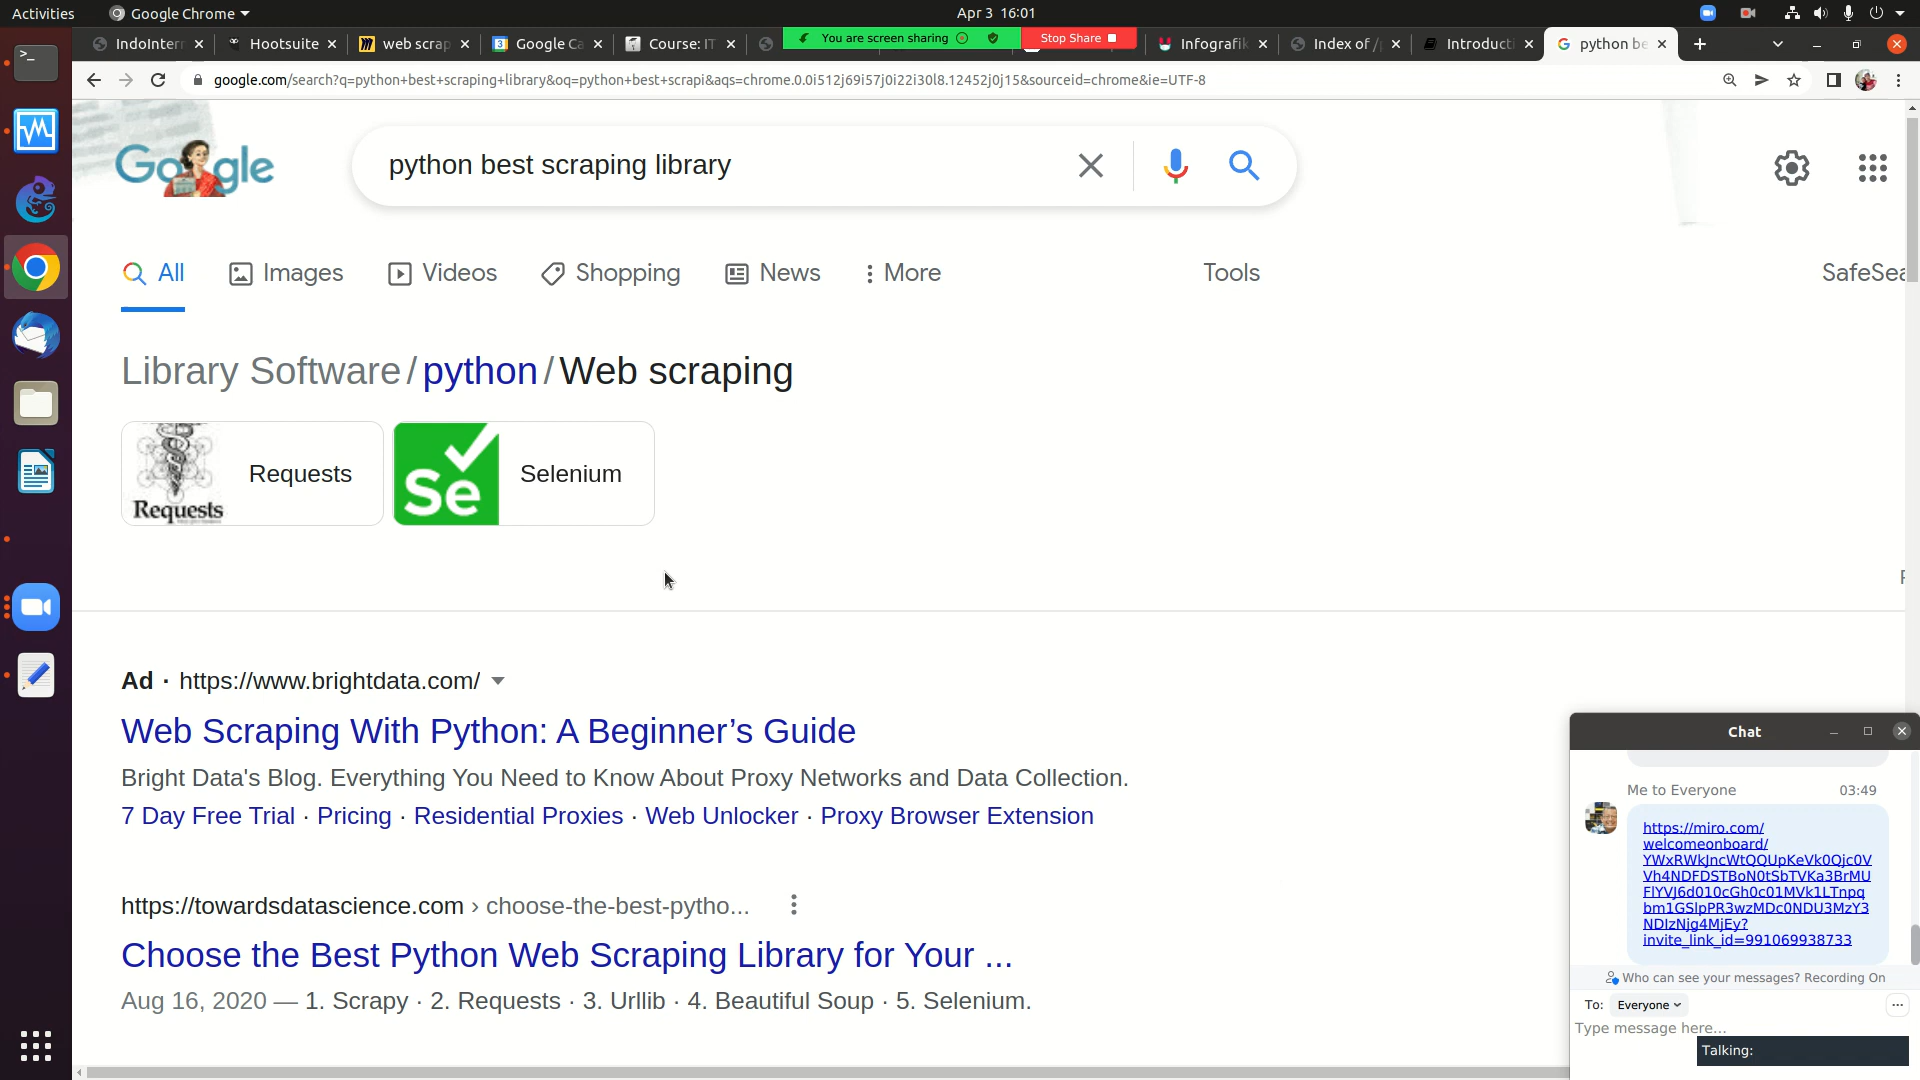 Activities
Google Chrome
Apr 3 16:01
IndoInter
Hootsuite
web scrap
Google Ca
Course: IT
You are screen sharing
Stop Share
Infografik
Index of /
Introducti
python be
google.com/search?q=python+best+scraping+library&oq=python+best+scrapi&aqs=chrome.0.0i512j69i57j0i22i30l8.12452j0j15&sourceid=chrome&ie=UTF-8
Google
python best scraping library
All
Images
Videos
Shopping
News
More
Tools
SafeSea
Library Software / python / Web scraping
Requests
Requests
Se
Selenium
Ad · https://www.brightdata.com/
Web Scraping With Python: A Beginner's Guide
Bright Data's Blog. Everything You Need to Know About Proxy Networks and Data Collection.
7 Day Free Trial · Pricing · Residential Proxies · Web Unlocker · Proxy Browser Extension
https://towardsdatascience.com › choose-the-best-pytho...
Choose the Best Python Web Scraping Library for Your ...
Aug 16, 2020 — 1. Scrapy · 2. Requests · 3. Urllib · 4. Beautiful Soup · 5. Selenium.
Chat
Me to Everyone
03:49
https://miro.com/
welcomeonboard/
YWxRWkJncWtQQUpKeVk0Qjc0V
Vh4NDFDSTBoN0tSbTVKa3BrMU
FlYVJ6d010cGh0c01MVk1LTnpq
bm1GSlpPR3wzMDc0NDU3MzY3
NDIzNjg4MjEy?
invite_link_id=991069938733
Who can see your messages? Recording On
To: Everyone
Type message here...
Talking: